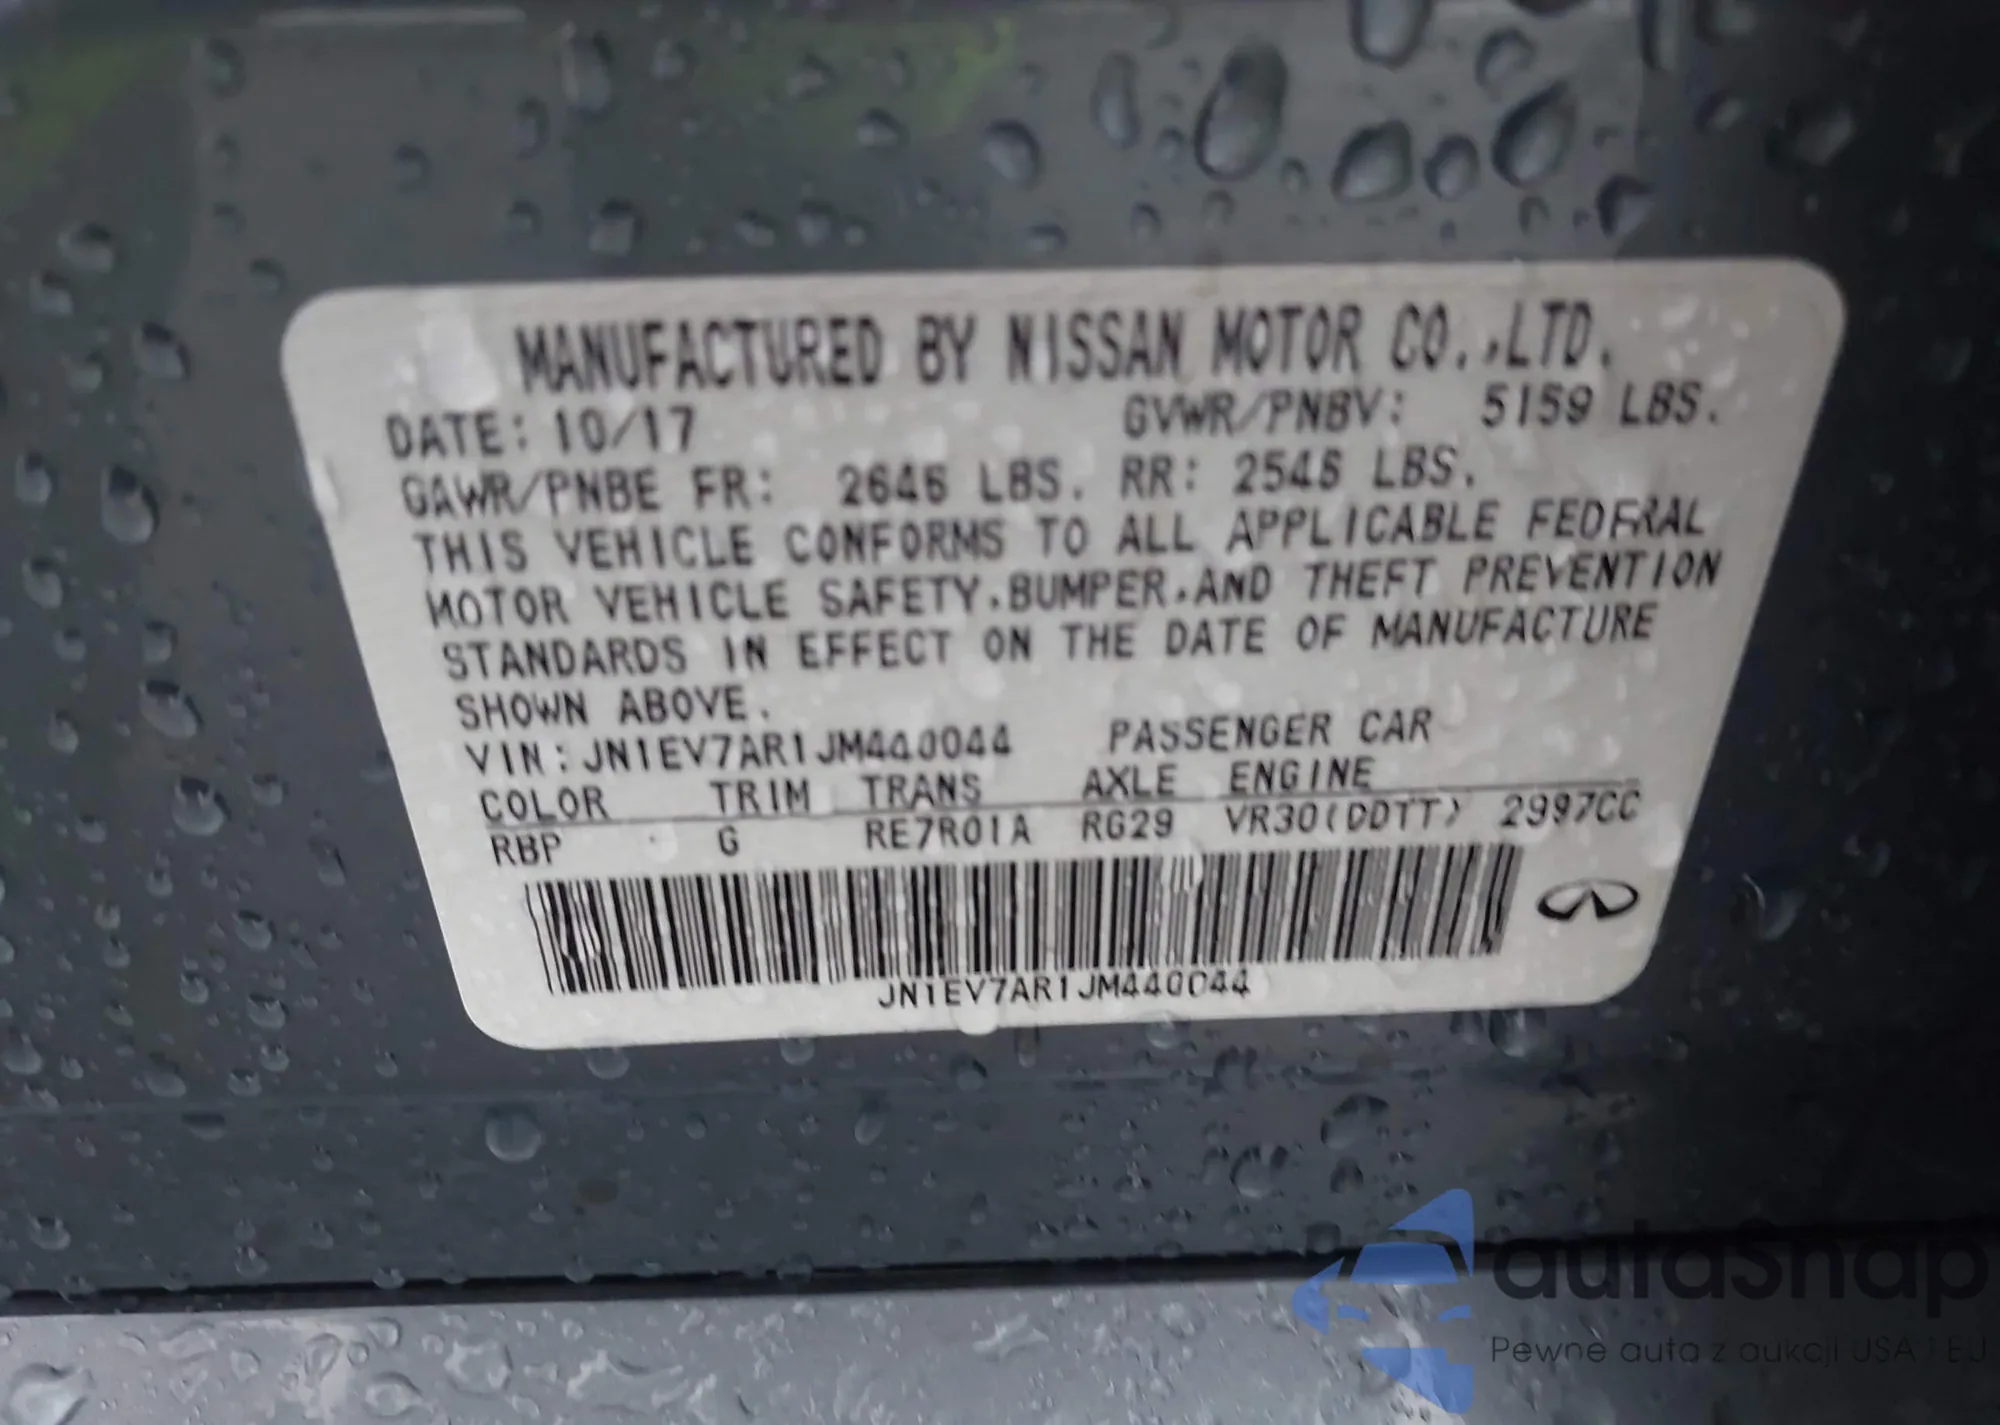 MANUFACTURED BY NISSAN MOTOR CO.,LTD.
DATE: 10/17 GVWR/PNBV: 5159 LBS.
GAWR/PNBE FR: 2646 LBS. RR: 2546 LBS.
THIS VEHICLE CONFORMS TO ALL APPLICABLE FEDERAL
MOTOR VEHICLE SAFETY,BUMPER,AND THEFT PREVENTION
STANDARDS IN EFFECT ON THE DATE OF MANUFACTURE
SHOWN ABOVE.
VIN:JN1EV7AR1JM440044 PASSENGER CAR
COLOR TRIM TRANS AXLE ENGINE
RBP G RE7R01A RG29 VR30(DDTT) 2997CC
JN1EV7AR1JM440044
autaSnap
Pewne auta z aukcji USA i EU